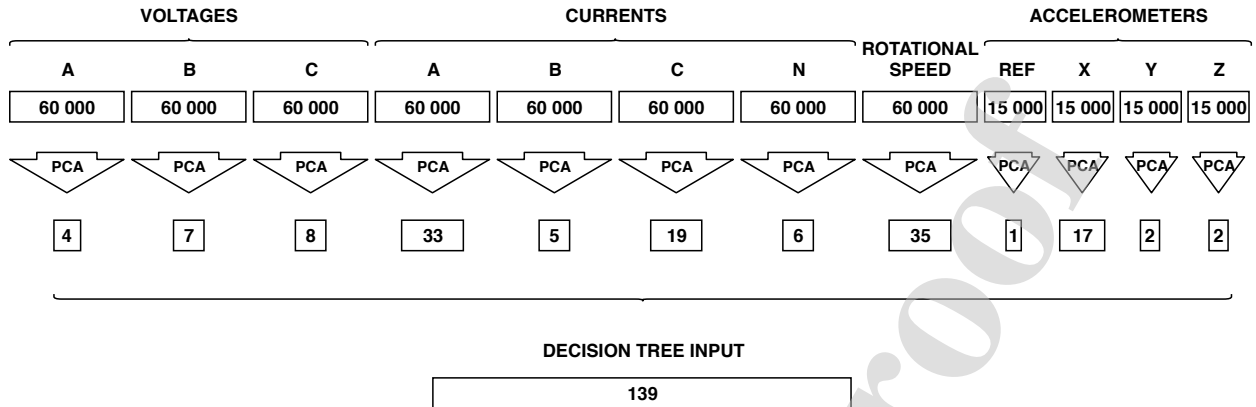 VOLTAGES CURRENTS ACCELEROMETERS
ROTATIONAL
A B C A B C N SPEED REF X Y Z
60 000 60 000 60 000 60 000 60 000 60 000 60 000 60 000 15 000 15 000 15 000 15 000
PCA PCA PCA PCA PCA PCA PCA PCA PCA PCA PCA PCA
4 7 8 33 5 19 6 35 1 17 2 2
DECISION TREE INPUT
139
roof